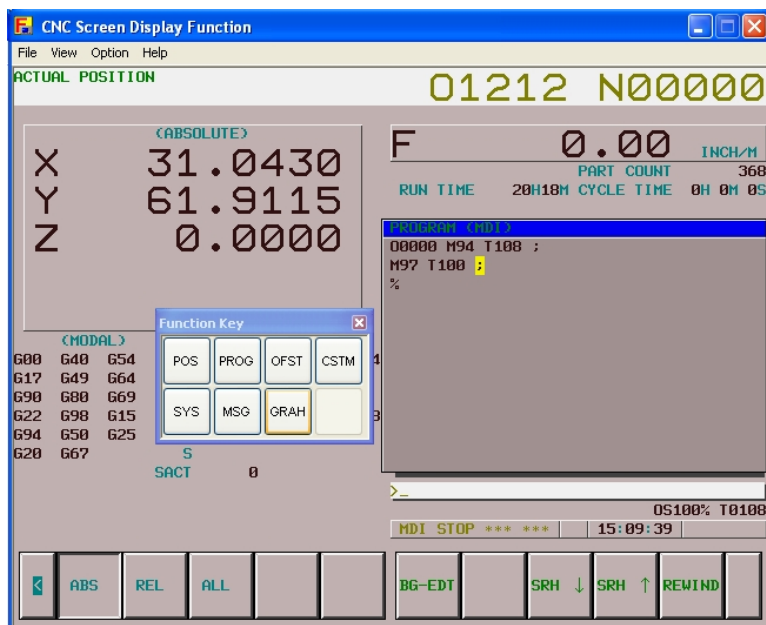 CNC Screen Display Function
File View Option Help
ACTUAL POSITION
O1212 N00000
(ABSOLUTE)
X 31.0430
Y 61.9115
Z 0.0000
F 0.00 INCH/M
PART COUNT 368
RUN TIME 20H18M CYCLE TIME 0H 0M 0S
PROGRAM (MDI)
O0000 M94 T108 ;
M97 T100 ;
%
Function Key
POS PROG OFST CSTM
SYS MSG GRAH
(MODAL)
G00 G40 G54
G17 G49 G64
G90 G80 G69
G22 G98 G15
G94 G50 G25
G20 G67 S
SACT 0
>_
OS100% T0108
MDI STOP *** ***
15:09:39
< ABS REL ALL
BG-EDT SRH ↓ SRH ↑ REWIND